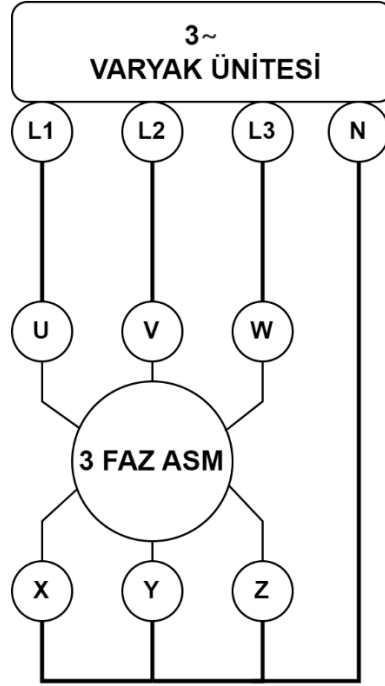 3~
VARYAK ÜNİTESİ
L1 L2 L3 N
U V W
3 FAZ ASM
X Y Z